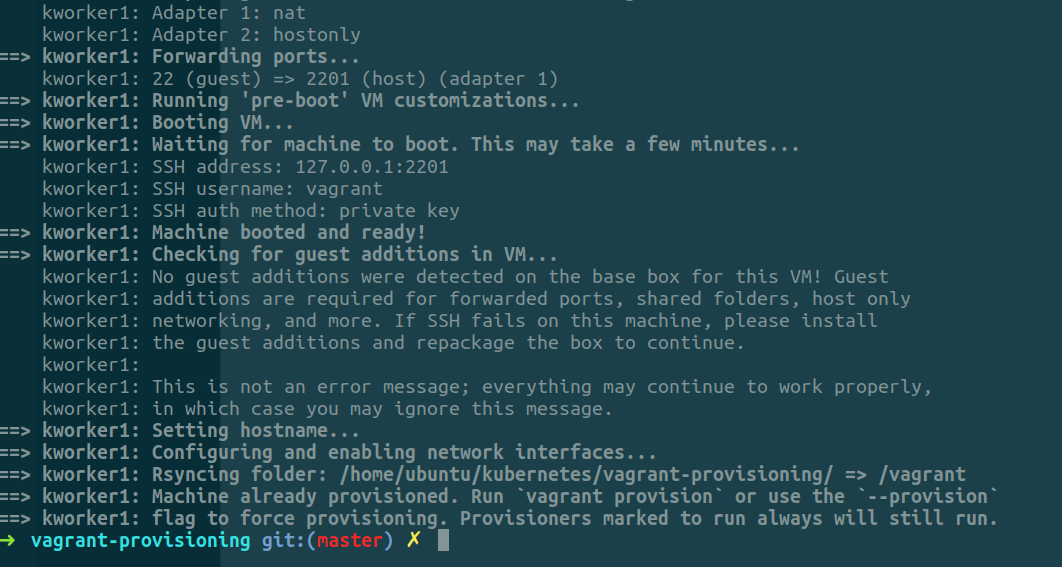 kworker1: Adapter 1: nat
kworker1: Adapter 2: hostonly
==> kworker1: Forwarding ports...
kworker1: 22 (guest) => 2201 (host) (adapter 1)
==> kworker1: Running 'pre-boot' VM customizations...
==> kworker1: Booting VM...
==> kworker1: Waiting for machine to boot. This may take a few minutes...
kworker1: SSH address: 127.0.0.1:2201
kworker1: SSH username: vagrant
kworker1: SSH auth method: private key
==> kworker1: Machine booted and ready!
==> kworker1: Checking for guest additions in VM...
kworker1: No guest additions were detected on the base box for this VM! Guest
kworker1: additions are required for forwarded ports, shared folders, host only
kworker1: networking, and more. If SSH fails on this machine, please install
kworker1: the guest additions and repackage the box to continue.
kworker1:
kworker1: This is not an error message; everything may continue to work properly,
kworker1: in which case you may ignore this message.
==> kworker1: Setting hostname...
==> kworker1: Configuring and enabling network interfaces...
==> kworker1: Rsyncing folder: /home/ubuntu/kubernetes/vagrant-provisioning/ => /vagrant
==> kworker1: Machine already provisioned. Run `vagrant provision` or use the `--provision`
==> kworker1: flag to force provisioning. Provisioners marked to run always will still run.
➜ vagrant-provisioning git:(master) ✗